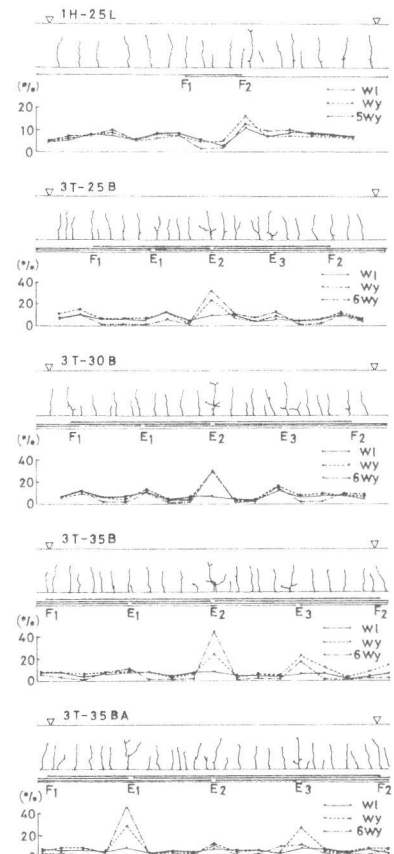 1H-25L
F1 F2
(%)
20
10
0
Wl
Wy
5Wy
3T-25B
F1 E1 E2 E3 F2
(%)
40
20
0
Wl
Wy
6Wy
3T-30B
F1 E1 E2 E3 F2
(%)
40
20
0
Wl
Wy
6Wy
3T-35B
F1 E1 E2 E3 F2
(%)
40
20
0
Wl
Wy
6Wy
3T-35BA
F1 E1 E2 E3 F2
(%)
40
20
0
Wl
Wy
6Wy